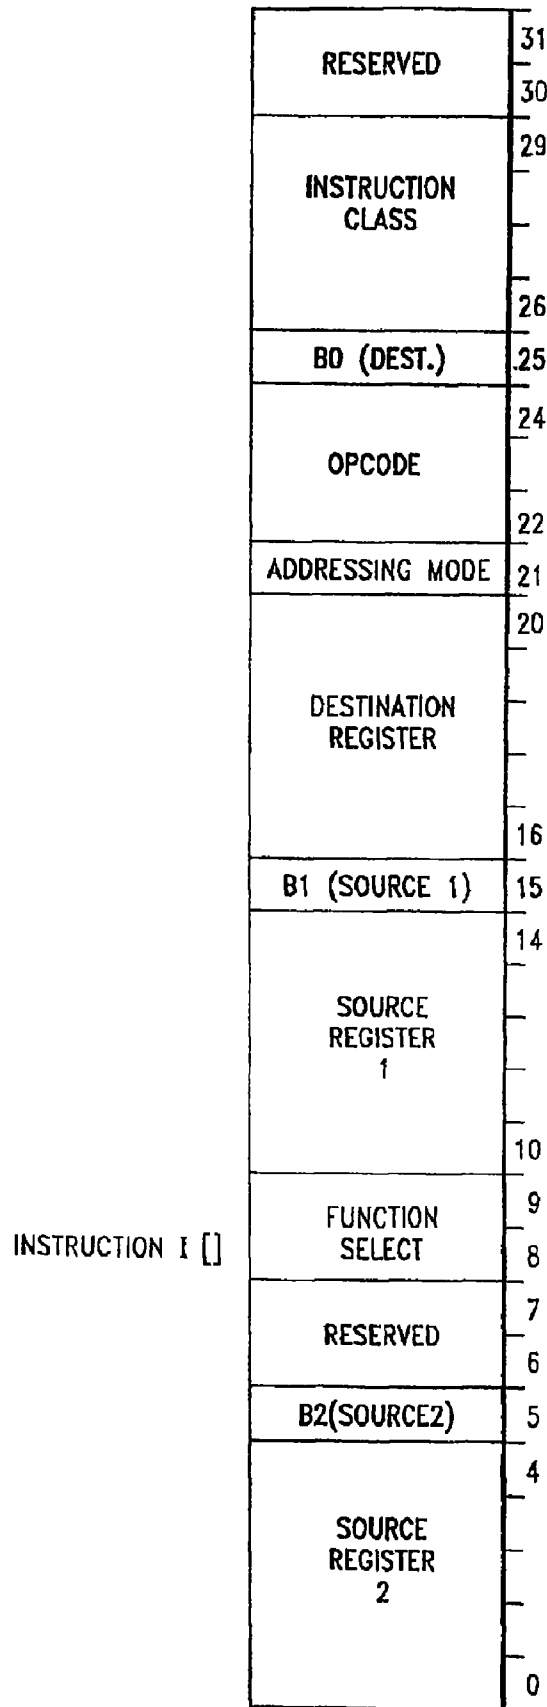 31
RESERVED
30
29
INSTRUCTION
CLASS
26
B0 (DEST.) 25
24
OPCODE
22
ADDRESSING MODE 21
20
DESTINATION
REGISTER
16
B1 (SOURCE 1) 15
14
SOURCE
REGISTER
1
10
9
FUNCTION
SELECT
INSTRUCTION I [] 8
7
RESERVED
6
B2(SOURCE2) 5
4
SOURCE
REGISTER
2
0